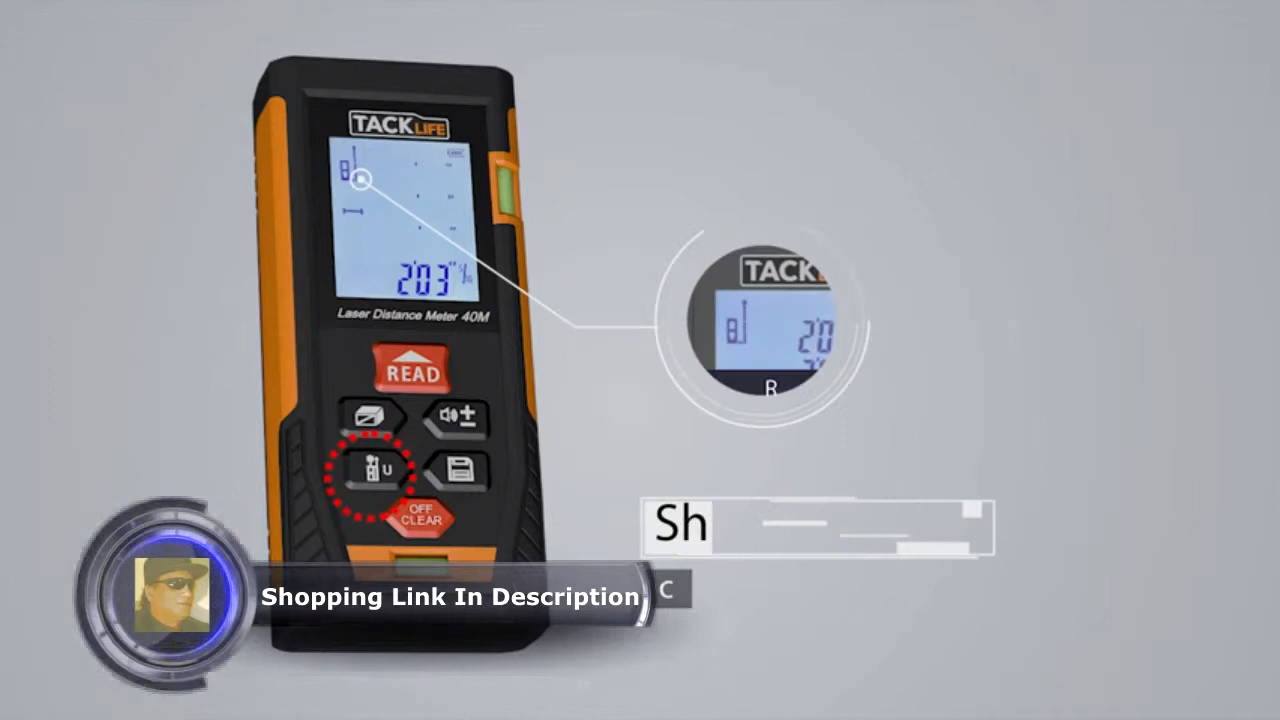 TACKLIFE
2'03"
Laser Distance Meter 40M
READ
U
OFF
CLEAR
TACK
2'0
R
Sh
C
Shopping Link In Description